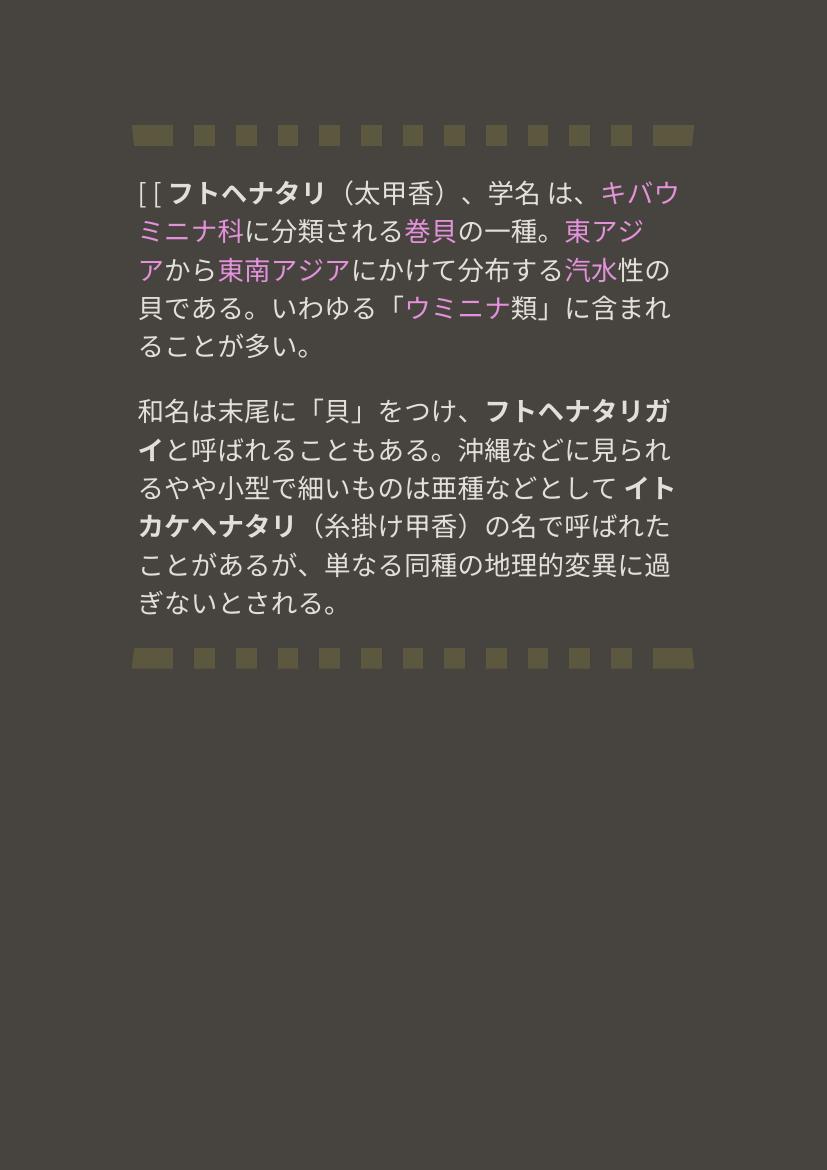 [ [ フトヘナタリ（太甲香）、学名 は、キバウ
ミニナ科に分類される巻貝の一種。東アジ
アから東南アジアにかけて分布する汽水性の
貝である。いわゆる「ウミニナ類」に含まれ
ることが多い。
和名は末尾に「貝」をつけ、フトヘナタリガ
イと呼ばれることもある。沖縄などに見られ
るやや小型で細いものは亜種などとして イト
カケヘナタリ（糸掛け甲香）の名で呼ばれた
ことがあるが、単なる同種の地理的変異に過
ぎないとされる。